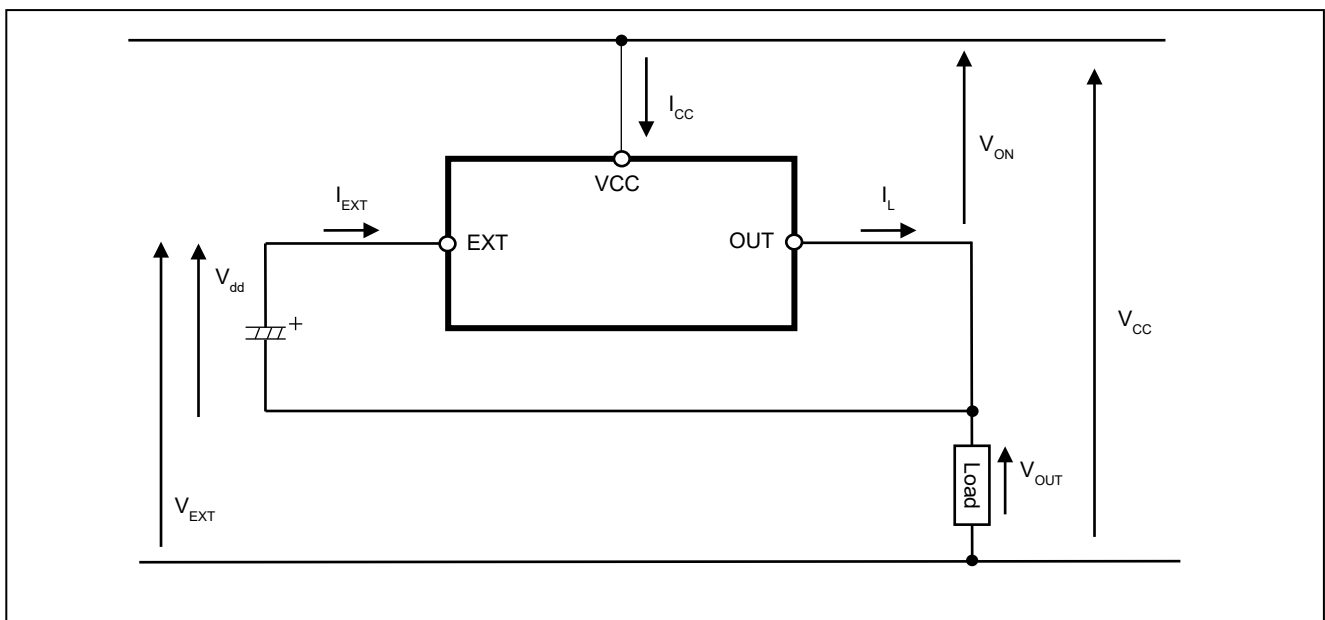 I_CC
V_ON
VCC
I_EXT
I_L
EXT
OUT
V_dd
+
V_CC
Load
V_OUT
V_EXT